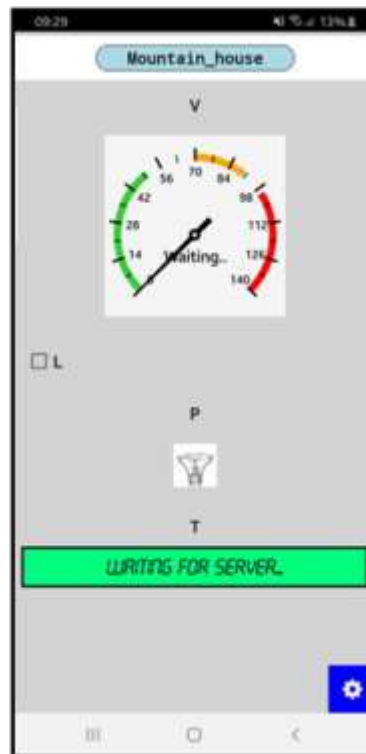 09:29 13%
Mountain_house
V
70
56 84
42 98
28 112
Waiting..
14 126
0 140
L
P
T
WAITING FOR SERVER..